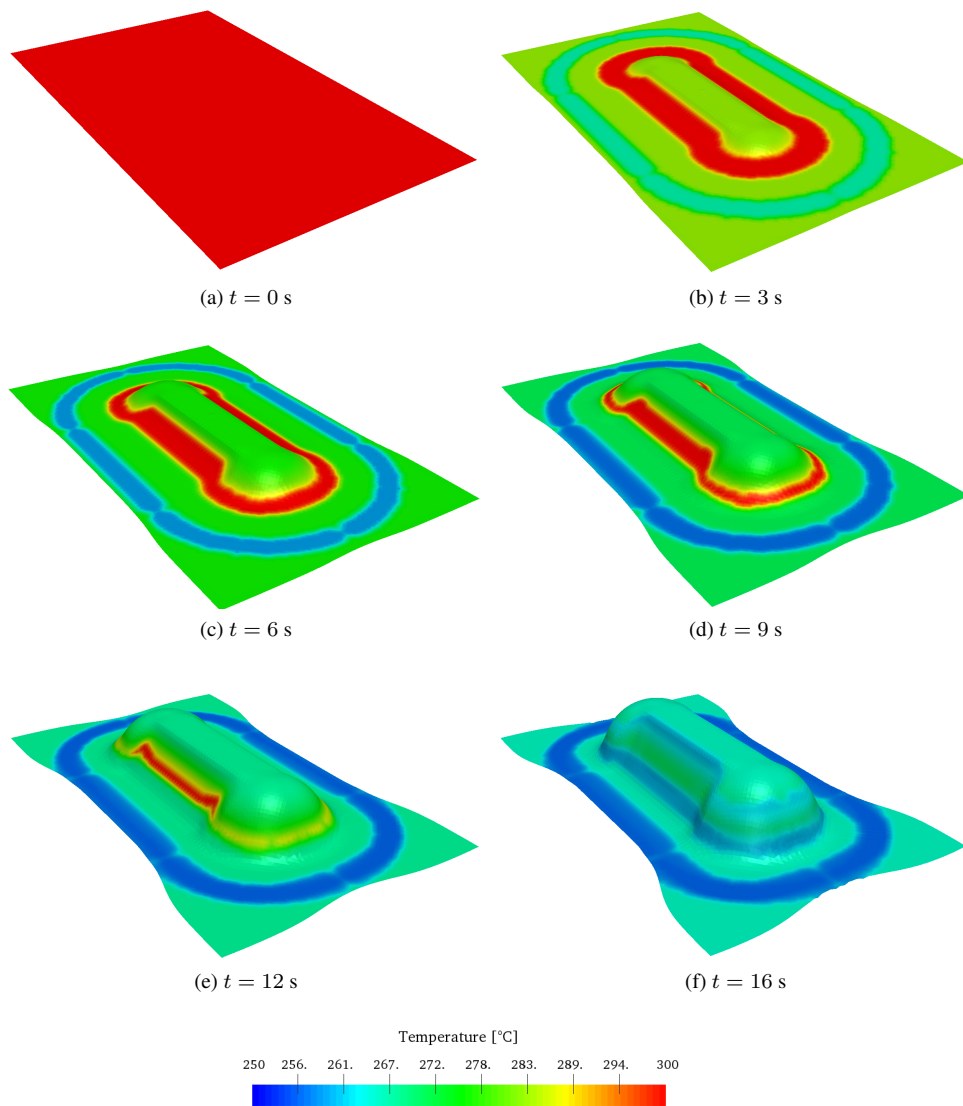 (a) t = 0 s
(b) t = 3 s
(c) t = 6 s
(d) t = 9 s
(e) t = 12 s
(f) t = 16 s
Temperature [°C]
250 256. 261. 267. 272. 278. 283. 289. 294. 300